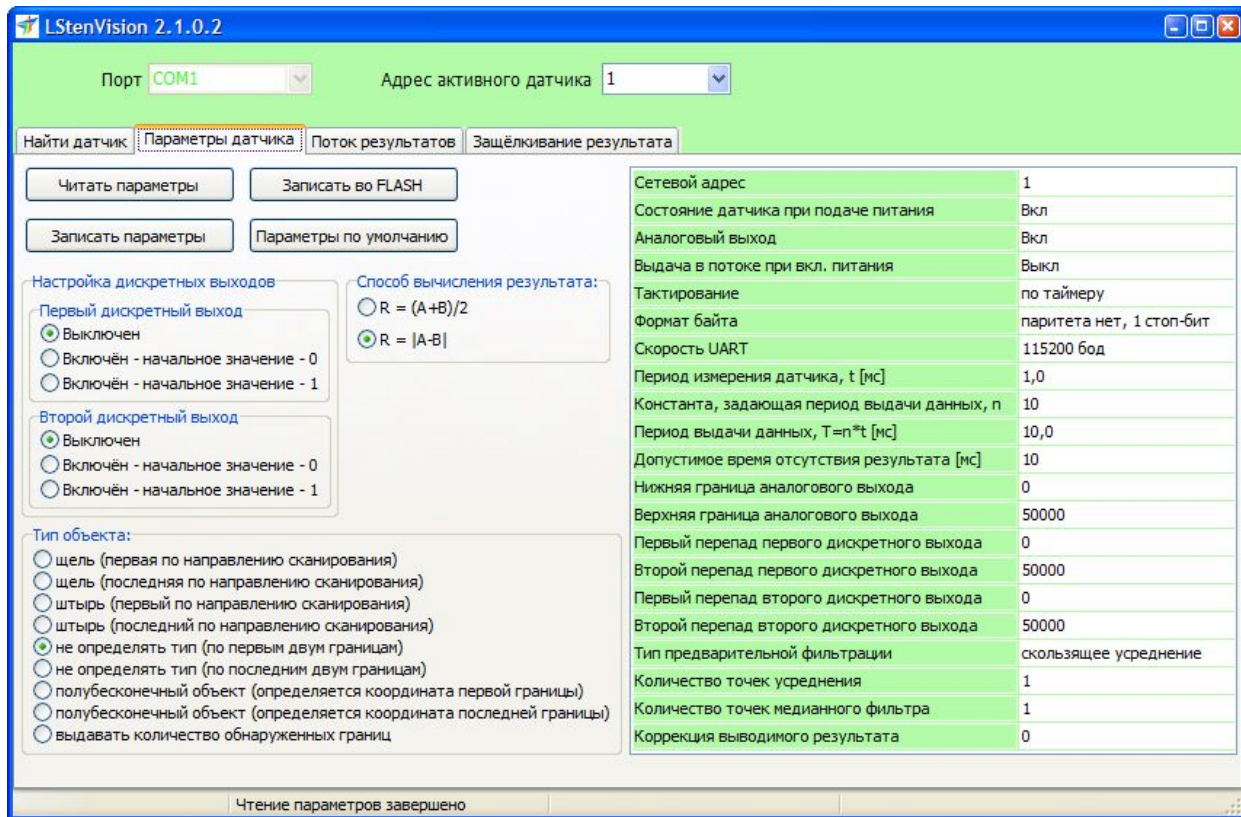 LStenVision 2.1.0.2
Порт COM1 Адрес активного датчика 1
Найти датчик Параметры датчика Поток результатов Защёлкивание результата
Читать параметры Записать во FLASH
Записать параметры Параметры по умолчанию
Настройка дискретных выходов
Первый дискретный выход
Выключен
Включён - начальное значение - 0
Включён - начальное значение - 1
Второй дискретный выход
Выключен
Включён - начальное значение - 0
Включён - начальное значение - 1
Способ вычисления результата:
R = (A+B)/2
R = |A-B|
Тип объекта:
щель (первая по направлению сканирования)
щель (последняя по направлению сканирования)
штырь (первый по направлению сканирования)
штырь (последний по направлению сканирования)
не определять тип (по первым двум границам)
не определять тип (по последним двум границам)
полубесконечный объект (определяется координата первой границы)
полубесконечный объект (определяется координата последней границы)
выдавать количество обнаруженных границ
Сетевой адрес 1
Состояние датчика при подаче питания Вкл
Аналоговый выход Вкл
Выдача в потоке при вкл. питания Выкл
Тактирование по таймеру
Формат байта паритета нет, 1 стоп-бит
Скорость UART 115200 бод
Период измерения датчика, t [мс] 1,0
Константа, задающая период выдачи данных, n 10
Период выдачи данных, T=n*t [мс] 10,0
Допустимое время отсутствия результата [мс] 10
Нижняя граница аналогового выхода 0
Верхняя граница аналогового выхода 50000
Первый перепад первого дискретного выхода 0
Второй перепад первого дискретного выхода 50000
Первый перепад второго дискретного выхода 0
Второй перепад второго дискретного выхода 50000
Тип предварительной фильтрации скользящее усреднение
Количество точек усреднения 1
Количество точек медианного фильтра 1
Коррекция выводимого результата 0
Чтение параметров завершено